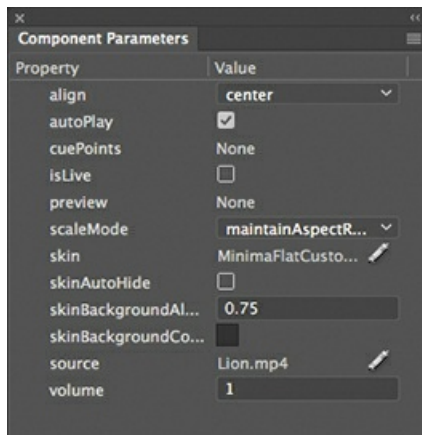 Component Parameters
Property Value
align center
autoPlay
cuePoints None
isLive
preview None
scaleMode maintainAspectR...
skin MinimaFlatCusto...
skinAutoHide
skinBackgroundAl... 0.75
skinBackgroundCo...
source Lion.mp4
volume 1